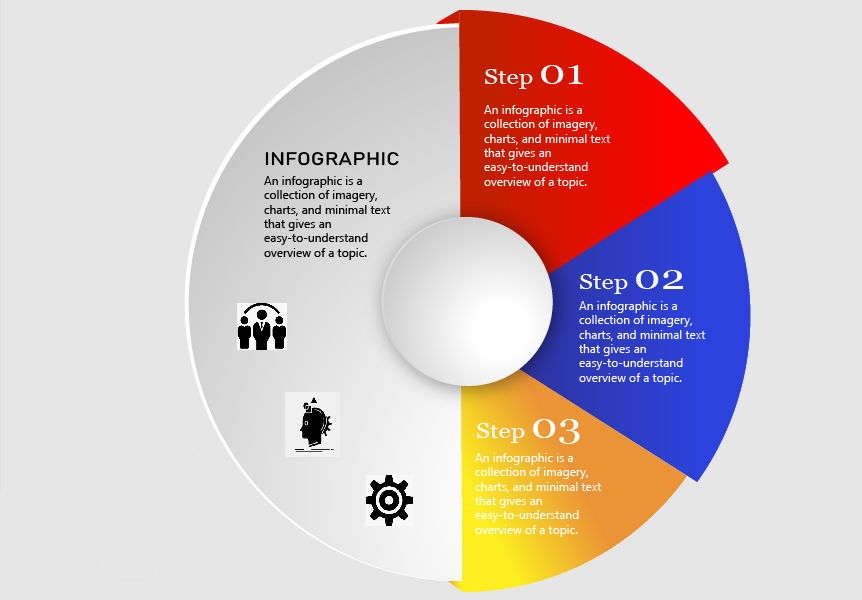 INFOGRAPHIC
An infographic is a
collection of imagery,
charts, and minimal text
that gives an
easy-to-understand
overview of a topic.
Step 01
An infographic is a
collection of imagery,
charts, and minimal text
that gives an
easy-to-understand
overview of a topic.
Step 02
An infographic is a
collection of imagery,
charts, and minimal text
that gives an
easy-to-understand
overview of a topic.
Step 03
An infographic is a
collection of imagery,
charts, and minimal text
that gives an
easy-to-understand
overview of a topic.